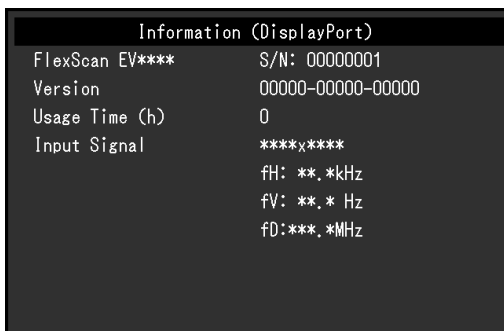 Information (DisplayPort)
FlexScan EV**** S/N: 00000001
Version 00000-00000-00000
Usage Time (h) 0
Input Signal ****x****
fH: **.*kHz
fV: **.* Hz
fD:***.*MHz